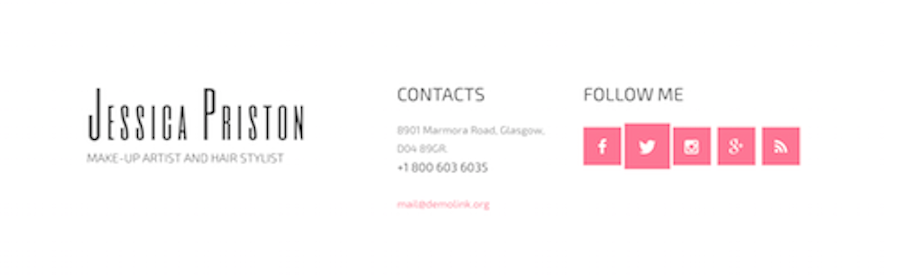 JESSICA PRISTON
MAKE-UP ARTIST AND HAIR STYLIST
CONTACTS
8901 Marmora Road, Glasgow,
D04 89GR.
+1 800 603 6035
mail@demolink.org
FOLLOW ME